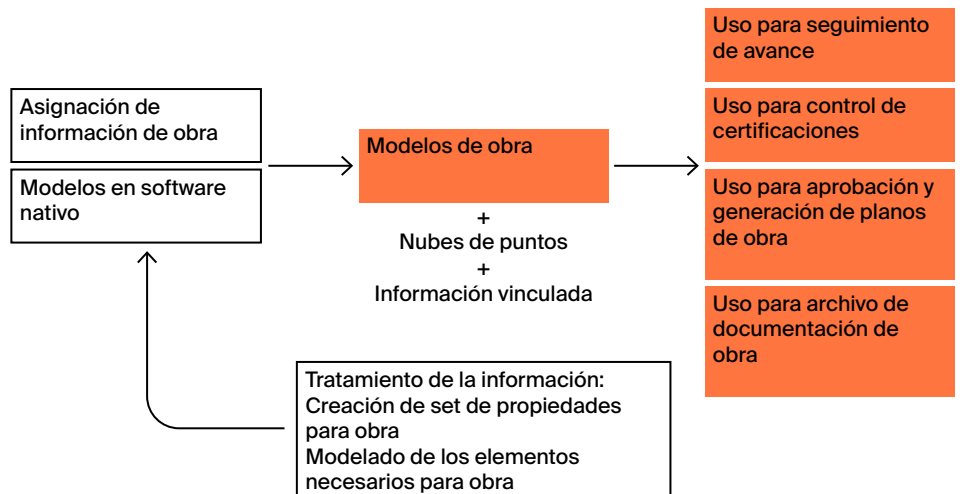 Asignación de
información de obra
Modelos en software
nativo
Modelos de obra
+
Nubes de puntos
+
Información vinculada
Uso para seguimiento
de avance
Uso para control de
certificaciones
Uso para aprobación y
generación de planos
de obra
Uso para archivo de
documentación de
obra
Tratamiento de la información:
Creación de set de propiedades
para obra
Modelado de los elementos
necesarios para obra